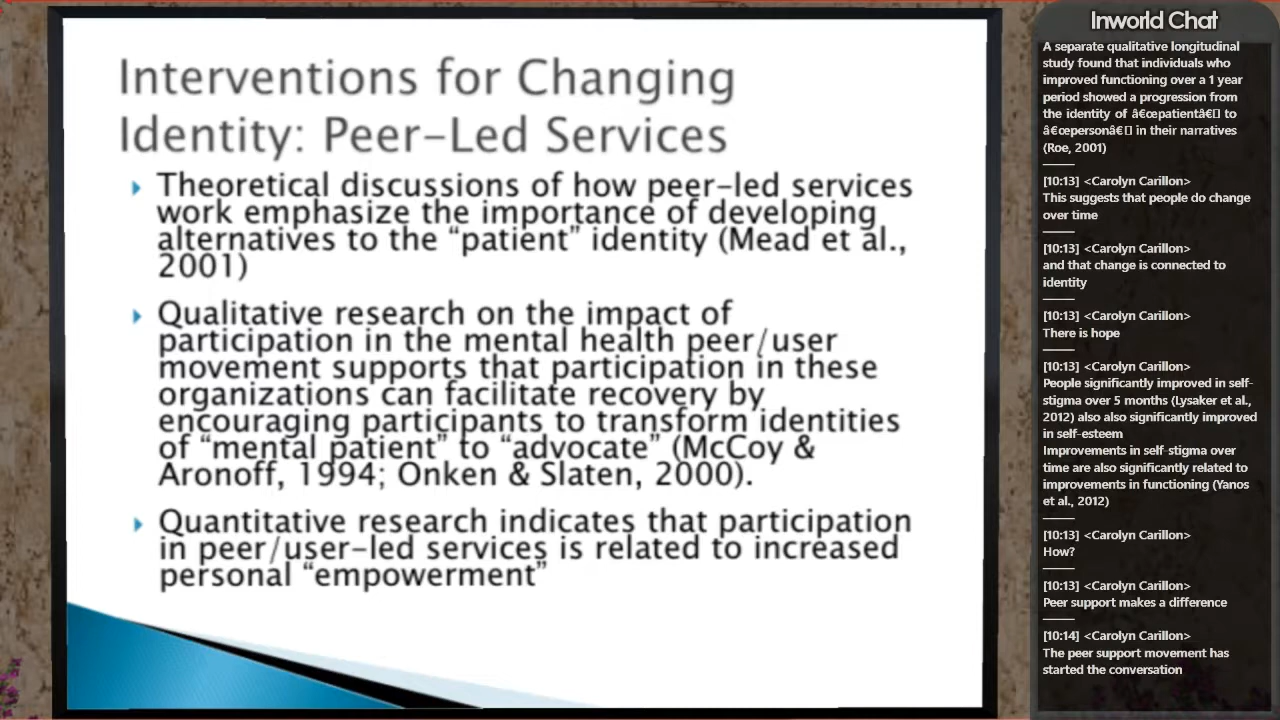 Interventions for Changing
Identity: Peer-Led Services
Theoretical discussions of how peer-led services
work emphasize the importance of developing
alternatives to the “patient” identity (Mead et al.,
2001)
Qualitative research on the impact of
participation in the mental health peer/user
movement supports that participation in these
organizations can facilitate recovery by
encouraging participants to transform identities
of “mental patient” to “advocate” (McCoy &
Aronoff, 1994; Onken & Slaten, 2000).
Quantitative research indicates that participation
in peer/user-led services is related to increased
personal “empowerment”
Inworld Chat
A separate qualitative longitudinal
study found that individuals who
improved functioning over a 1 year
period showed a progression from
the identity of â€œpatientâ€▯ to
â€œpersonâ€▯ in their narratives
(Roe, 2001)
[10:13] <Carolyn Carillon>
This suggests that people do change
over time
[10:13] <Carolyn Carillon>
and that change is connected to
identity
[10:13] <Carolyn Carillon>
There is hope
[10:13] <Carolyn Carillon>
People significantly improved in self-
stigma over 5 months (Lysaker et al.,
2012) also also significantly improved
in self-esteem
Improvements in self-stigma over
time are also significantly related to
improvements in functioning (Yanos
et al., 2012)
[10:13] <Carolyn Carillon>
How?
[10:13] <Carolyn Carillon>
Peer support makes a difference
[10:14] <Carolyn Carillon>
The peer support movement has
started the conversation